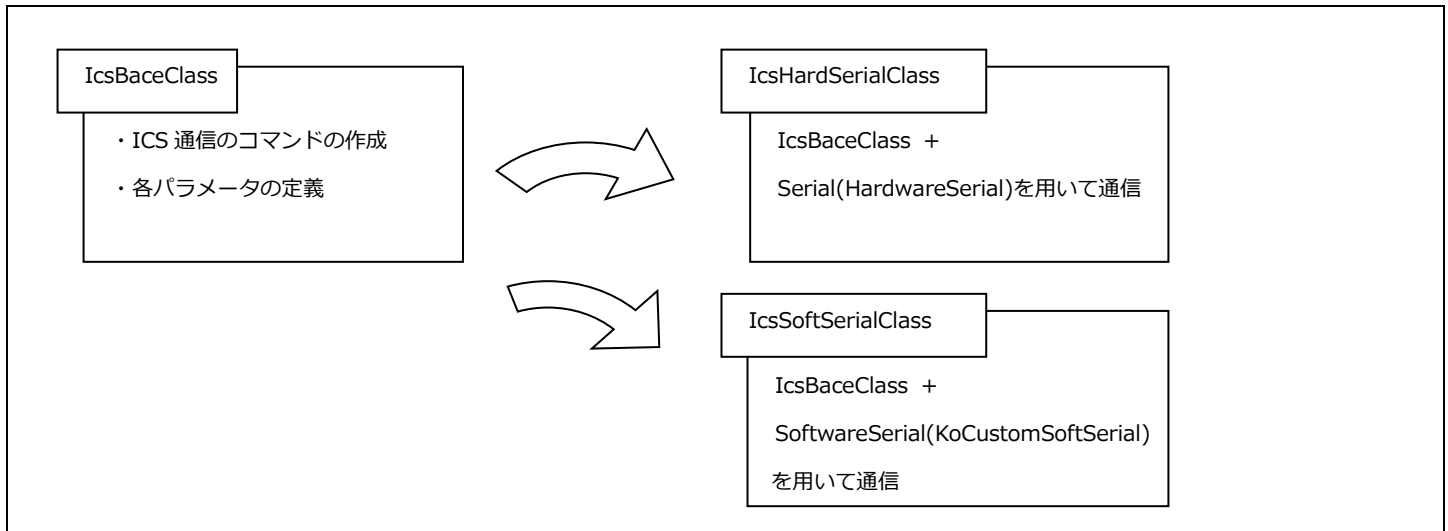 IcsBaceClass
・ICS 通信のコマンドの作成
・各パラメータの定義
IcsHardSerialClass
IcsBaceClass +
Serial(HardwareSerial)を用いて通信
IcsSoftSerialClass
IcsBaceClass +
SoftwareSerial(KoCustomSoftSerial)
を用いて通信